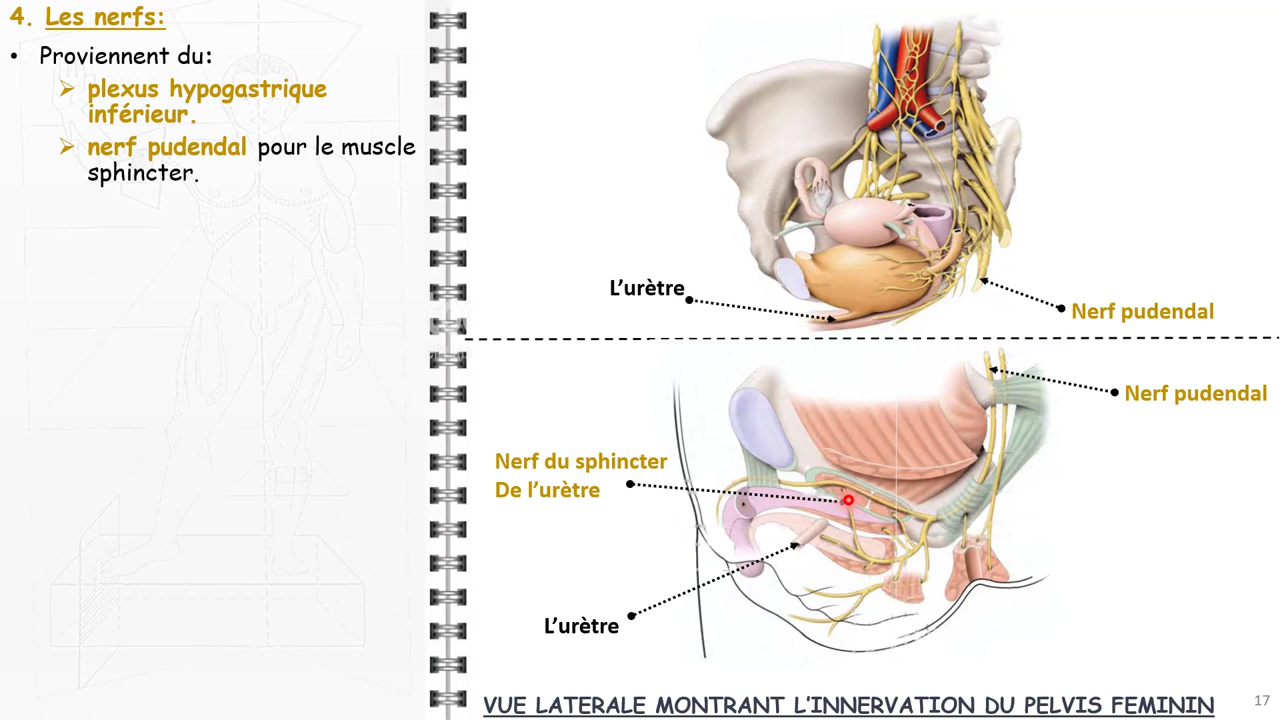 4. Les nerfs:
• Proviennent du:
➢ plexus hypogastrique
inférieur.
➢ nerf pudendal pour le muscle
sphincter.
L'urètre
Nerf pudendal
Nerf pudendal
Nerf du sphincter
De l'urètre
L'urètre
VUE LATERALE MONTRANT L'INNERVATION DU PELVIS FEMININ
17